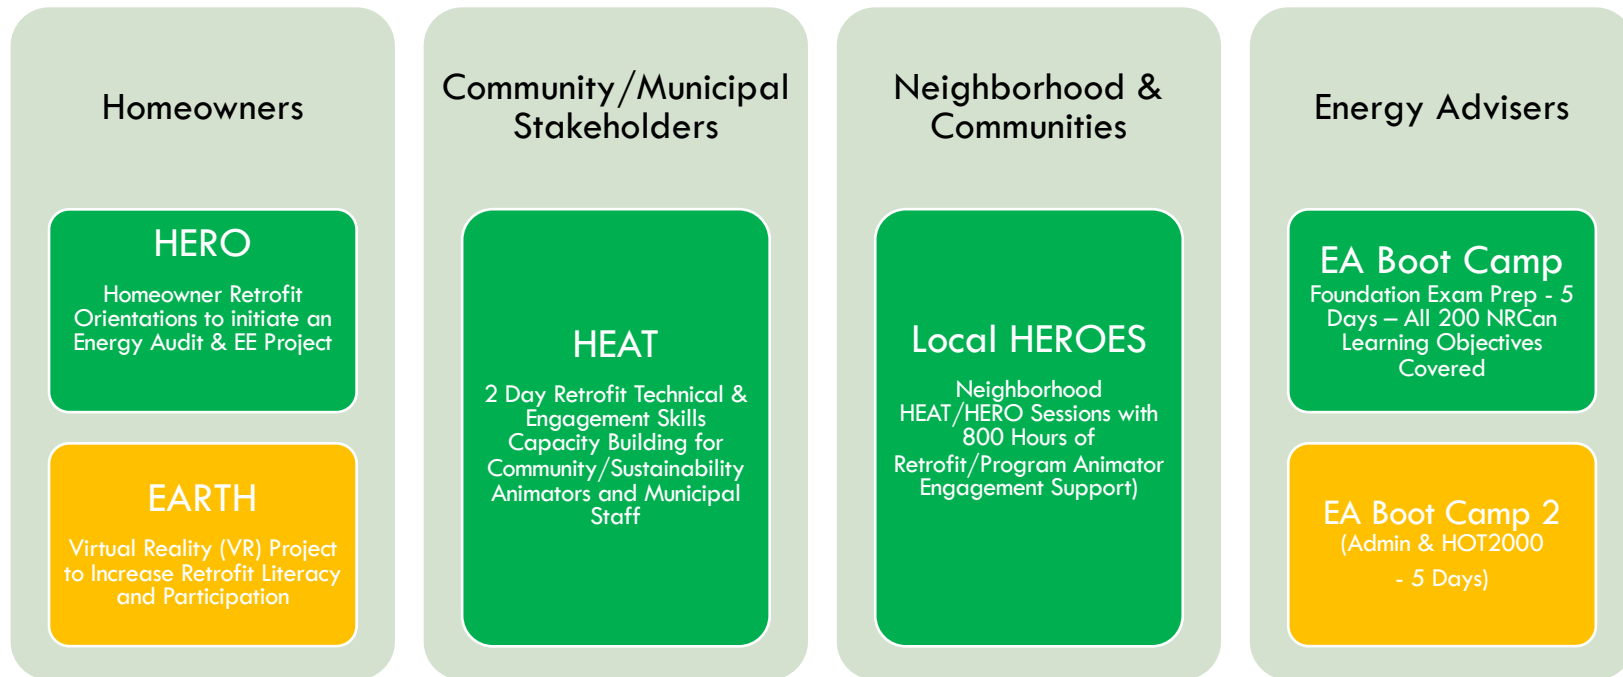 Homeowners
HERO
Homeowner Retrofit
Orientations to initiate an
Energy Audit & EE Project
EARTH
Virtual Reality (VR) Project
to Increase Retrofit Literacy
and Participation
Community/Municipal
Stakeholders
HEAT
2 Day Retrofit Technical &
Engagement Skills
Capacity Building for
Community/Sustainability
Animators and Municipal
Staff
Neighborhood &
Communities
Local HEROES
Neighborhood
HEAT/HERO Sessions with
800 Hours of
Retrofit/Program Animator
Engagement Support)
Energy Advisers
EA Boot Camp
Foundation Exam Prep - 5
Days – All 200 NRCan
Learning Objectives
Covered
EA Boot Camp 2
(Admin & HOT2000
- 5 Days)